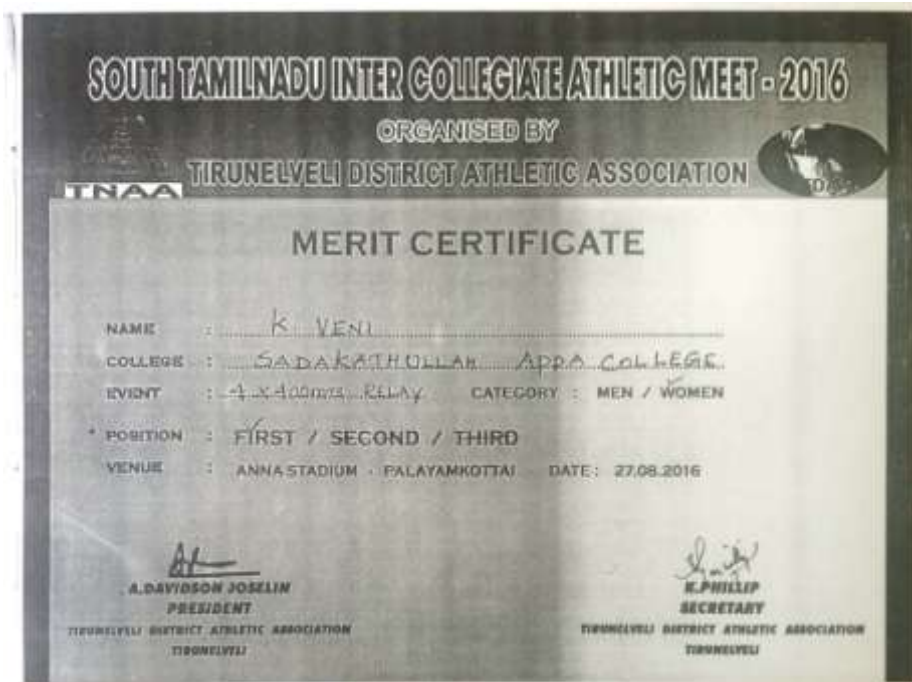 SOUTH TAMILNADU INTER COLLEGIATE ATHLETIC MEET - 2016
ORGANISED BY
TIRUNELVELI DISTRICT ATHLETIC ASSOCIATION
TNAA
MERIT CERTIFICATE
NAME : K VENI
COLLEGE : SADAKATHULLAH APPA COLLEGE
EVENT : 4 x 400mts RELAY CATEGORY : MEN / WOMEN
* POSITION : FIRST / SECOND / THIRD
VENUE : ANNA STADIUM - PALAYAMKOTTAI - DATE : 27.08.2016
A.DAVIDSON JOSELIN
PRESIDENT
TIRUNELVELI DISTRICT ATHLETIC ASSOCIATION
TIRUNELVELI
K.PHILLIP
SECRETARY
TIRUNELVELI DISTRICT ATHLETIC ASSOCIATION
TIRUNELVELI